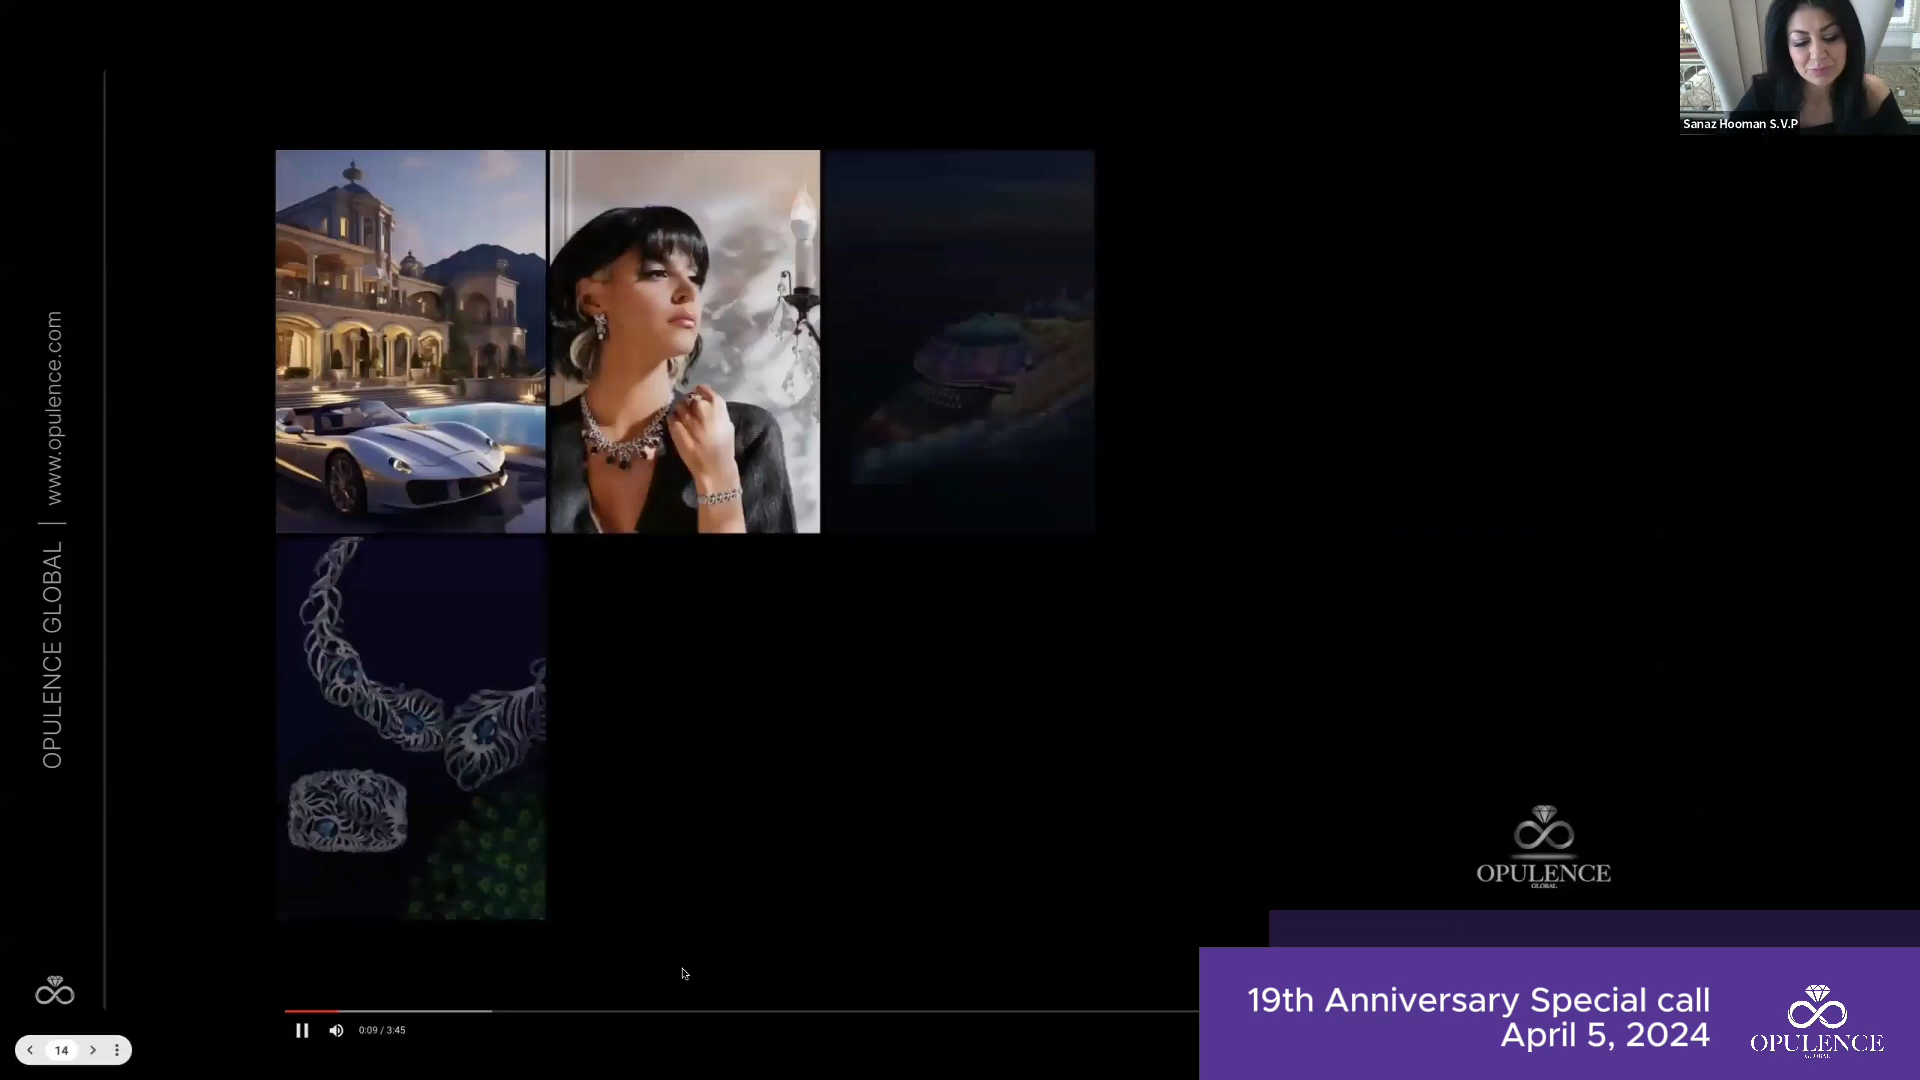 Sanaz Hooman S.V.P
OPULENCE GLOBAL | www.opulence.com
OPULENCE
GLOBAL
19th Anniversary Special call
April 5, 2024
OPULENCE
GLOBAL
0:09 / 3:45
14